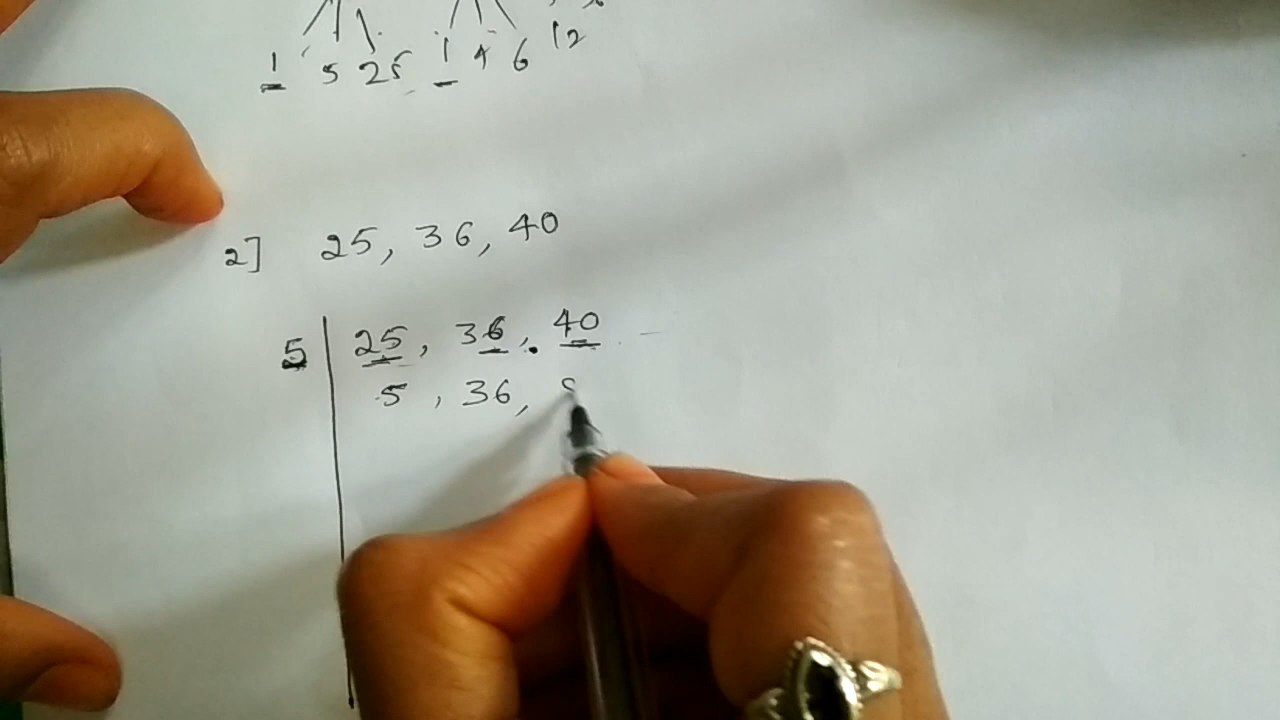 1 5 25 1 4 6 12
2] 25, 36, 40
5 25, 36, 40
5, 36, 8